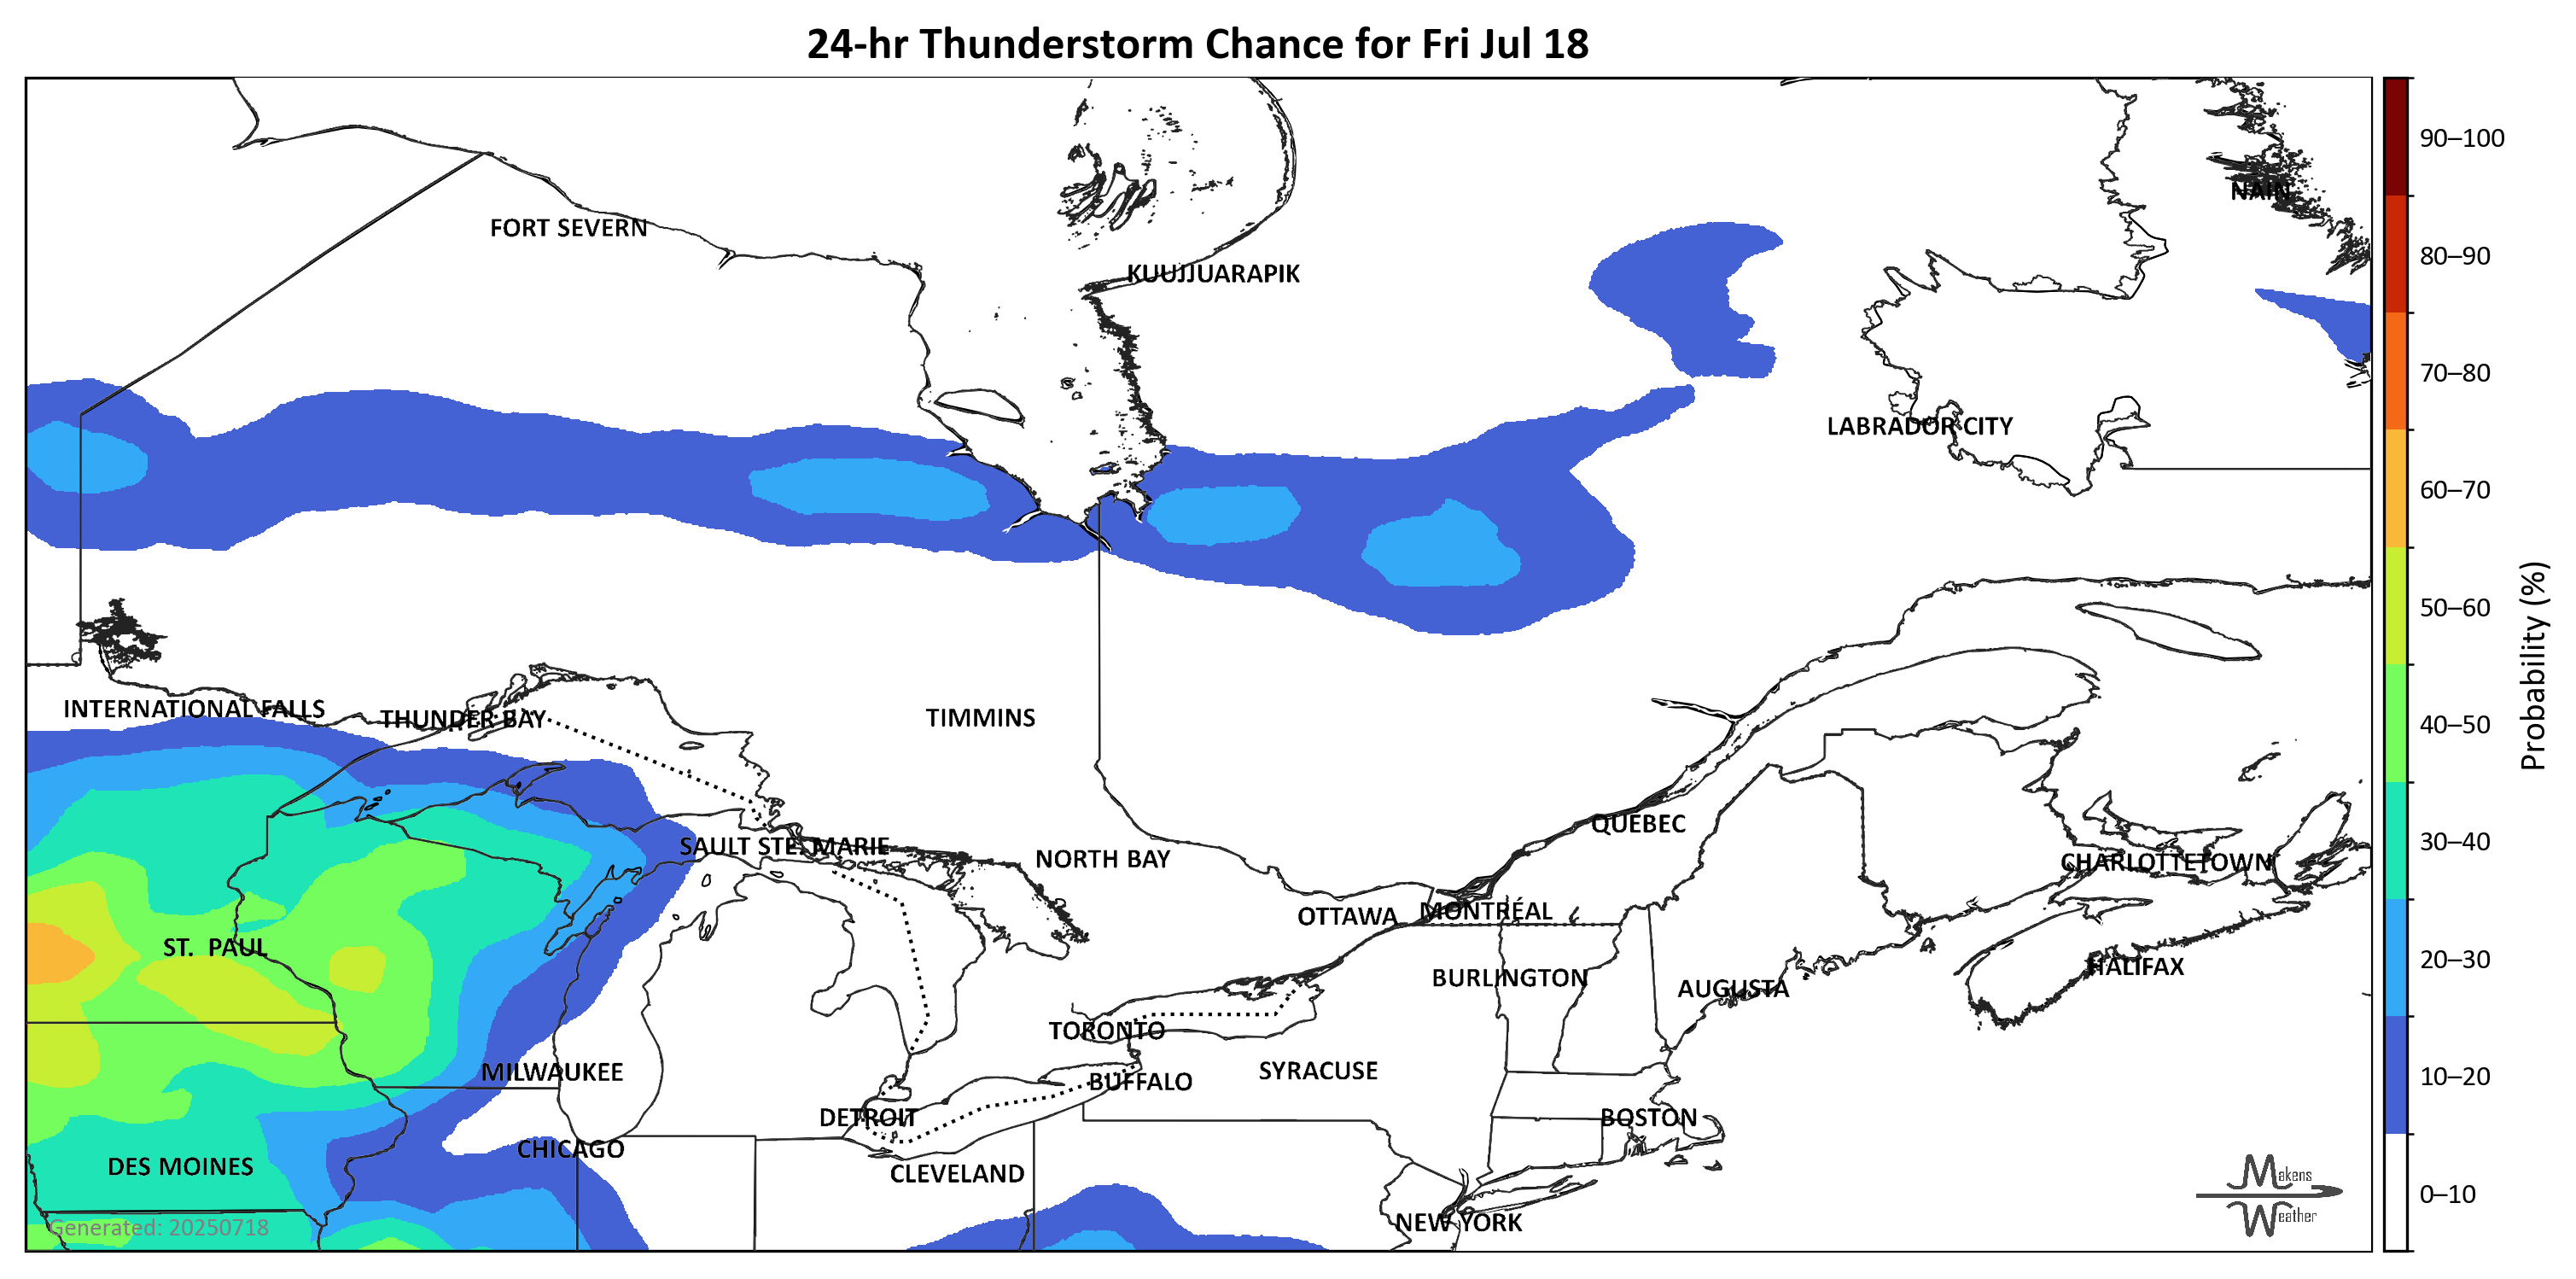 24-hr Thunderstorm Chance for Fri Jul 18
NAIN
FORT SEVERN
KUUJJUARAPIK
LABRADOR CITY
INTERNATIONAL FALLS
THUNDER BAY
TIMMINS
QUEBEC
SAULT STE. MARIE
NORTH BAY
CHARLOTTETOWN
OTTAWA
MONTRÉAL
ST. PAUL
HALIFAX
BURLINGTON
AUGUSTA
TORONTO
MILWAUKEE
SYRACUSE
BUFFALO
DETROIT
BOSTON
CHICAGO
DES MOINES
CLEVELAND
NEW YORK
Generated: 20250718
Makens
Weather
90–100
80–90
70–80
60–70
50–60
40–50
30–40
20–30
10–20
0–10
Probability (%)